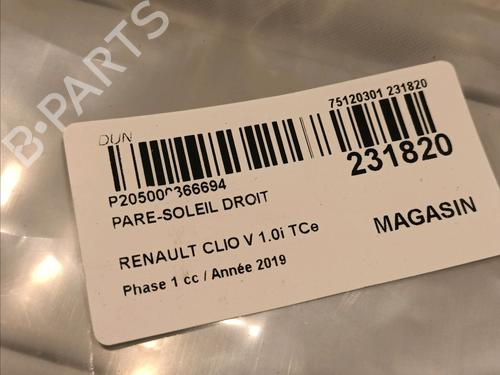 B-PARTS
DUN
75120301 231820
P205000366694
231820
PARE-SOLEIL DROIT
RENAULT CLIO V 1.0i TCe
MAGASIN
Phase 1 cc / Année 2019